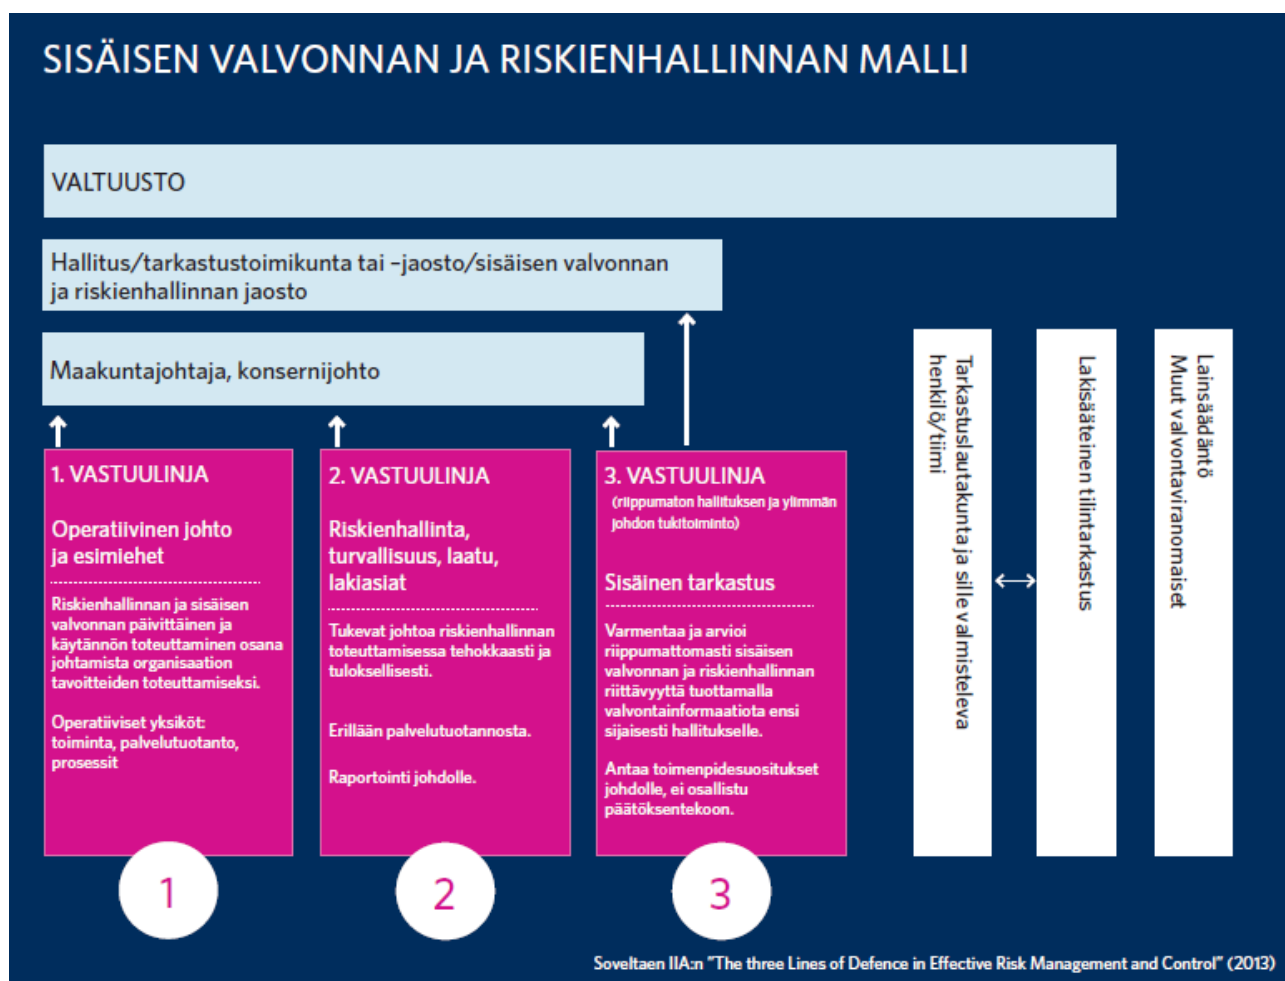 SISÄISEN VALVONNAN JA RISKIENHALLINNAN MALLI
VALTUUSTO
Hallitus/tarkastustoimikunta tai –jaosto/sisäisen valvonnan
ja riskienhallinnan jaosto
Maakuntajohtaja, konsernijohto
1. VASTUULINJA
Operatiivinen johto
ja esimiehet
Riskienhallinnan ja sisäisen
valvonnan päivittäinen ja
käytännön toteuttaminen osana
johtamista organisaation
tavoitteiden toteuttamiseksi.
Operatiiviset yksiköt:
toiminta, palvelutuotanto,
prosessit
1
2. VASTUULINJA
Riskienhallinta,
turvallisuus, laatu,
lakiasiat
Tukevat johtoa riskienhallinnan
toteuttamisessa tehokkaasti ja
tuloksellisesti.
Erillään palvelutuotannosta.
Raportointi johdolle.
2
3. VASTUULINJA
(riippumaton hallituksen ja ylimmän
johdon tukitoiminto)
Sisäinen tarkastus
Varmentaa ja arvioi
riippumattomasti sisäisen
valvonnan ja riskienhallinnan
riittävyyttä tuottamalla
valvontainformaatiota ensi
sijaisesti hallitukselle.
Antaa toimenpidesuositukset
johdolle, ei osallistu
päätöksentekoon.
3
Tarkastuslautakunta ja sille valmisteleva
henkilö/tiimi
Lakisääteinen tilintarkastus
Lainsäädäntö
Muut valvontaviranomaiset
Soveltaen IIA:n "The three Lines of Defence in Effective Risk Management and Control" (2013)